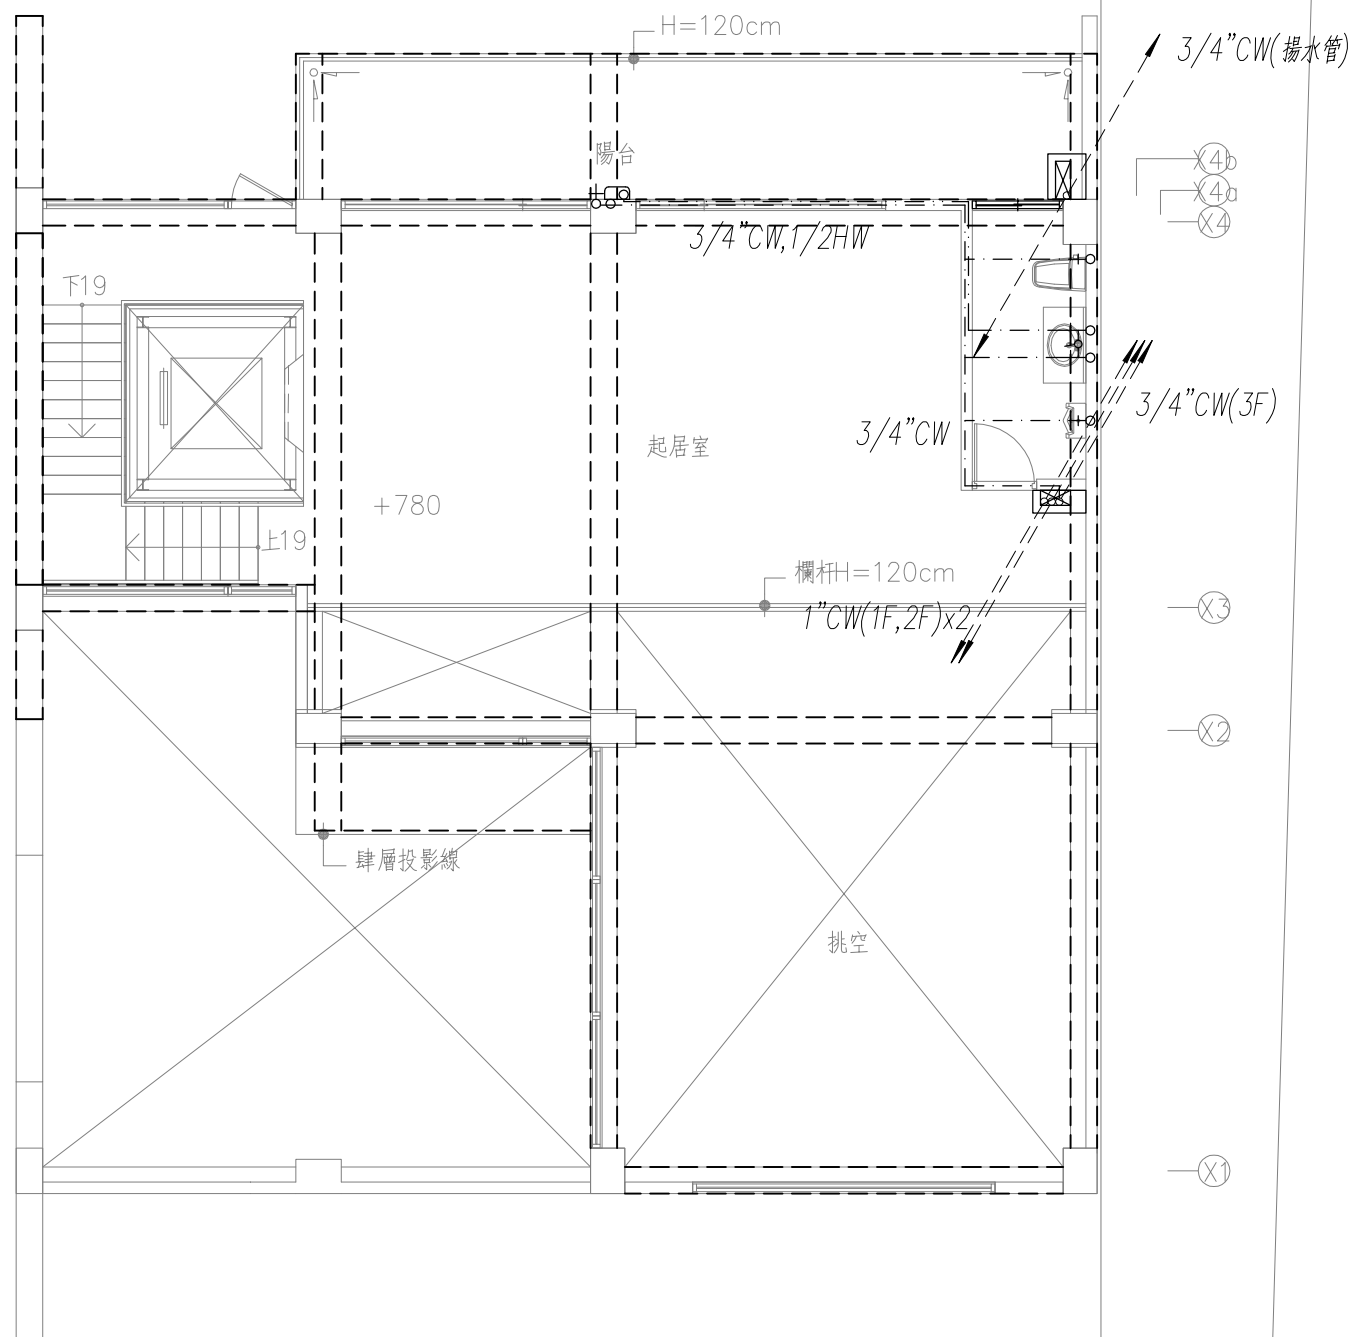 H=120cm
3/4"CW(揚水管)
陽台
X4b
X4a
X4
3/4"CW,1/2HW
下19
3/4"CW(3F)
3/4"CW
起居室
+780
上19
欄杆H=120cm
1"CW(1F,2F)x2
X3
X2
肆層投影線
挑空
X1